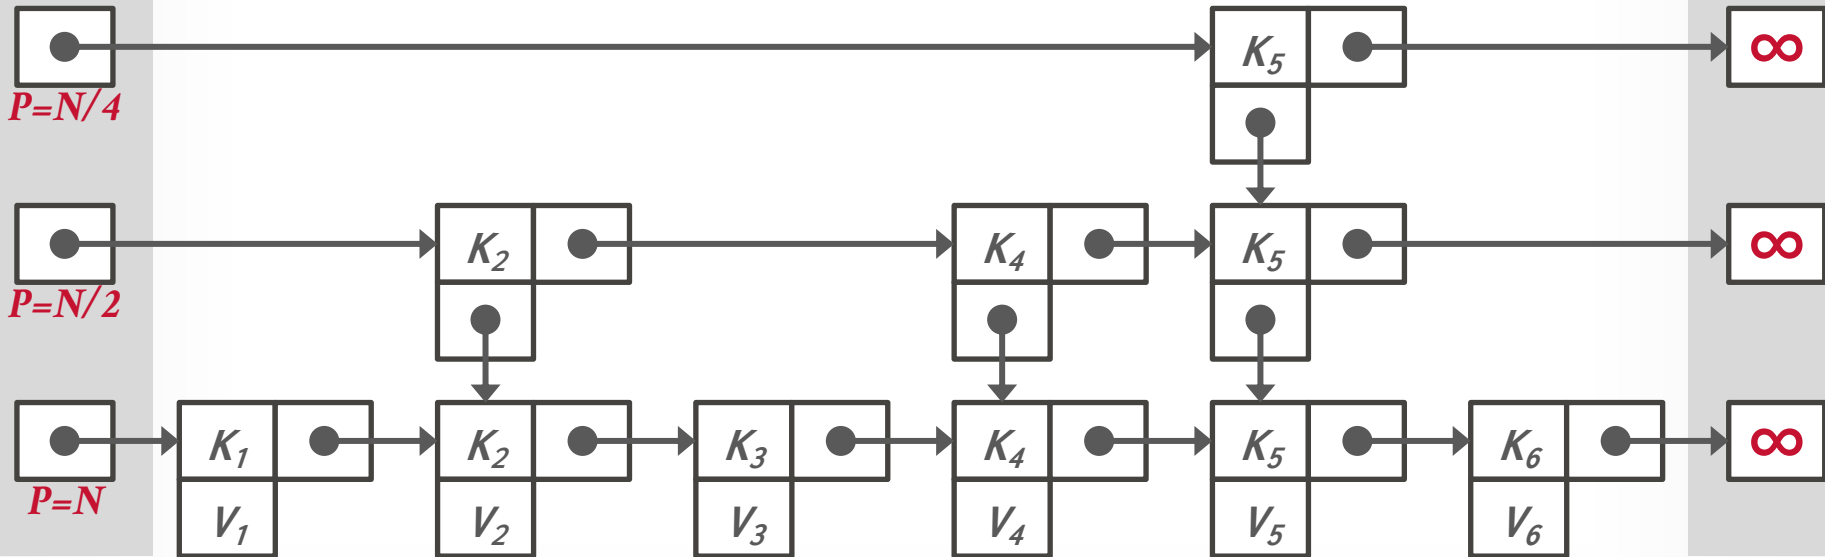 K5 ∞
P=N/4
K2 K4 K5 ∞
P=N/2
K1 K2 K3 K4 K5 K6 ∞
P=N
V1 V2 V3 V4 V5 V6